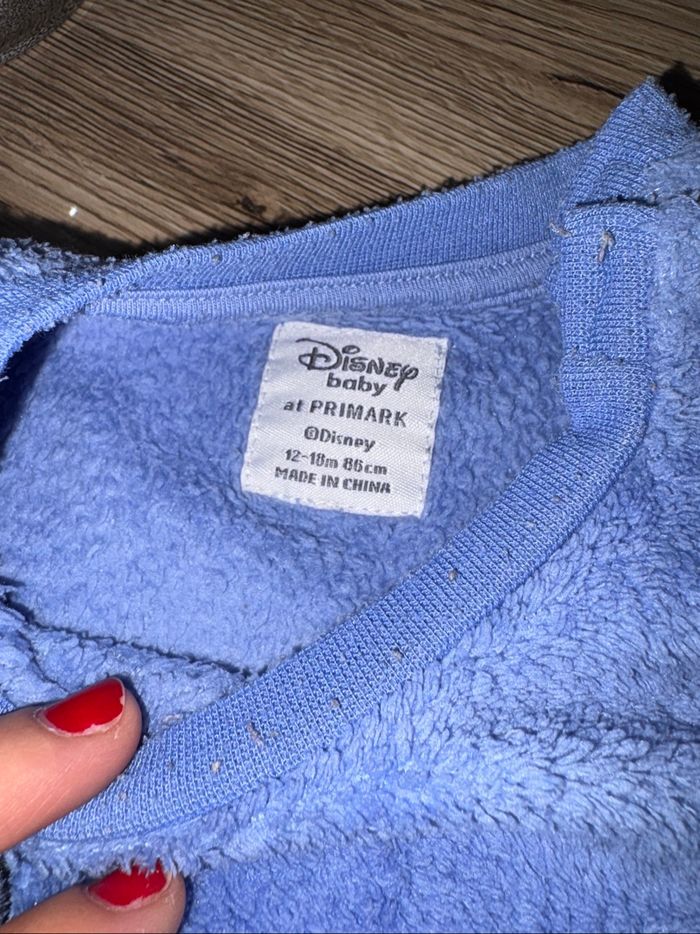 Disney
baby
at PRIMARK
©Disney
12-18m 86cm
MADE IN CHINA